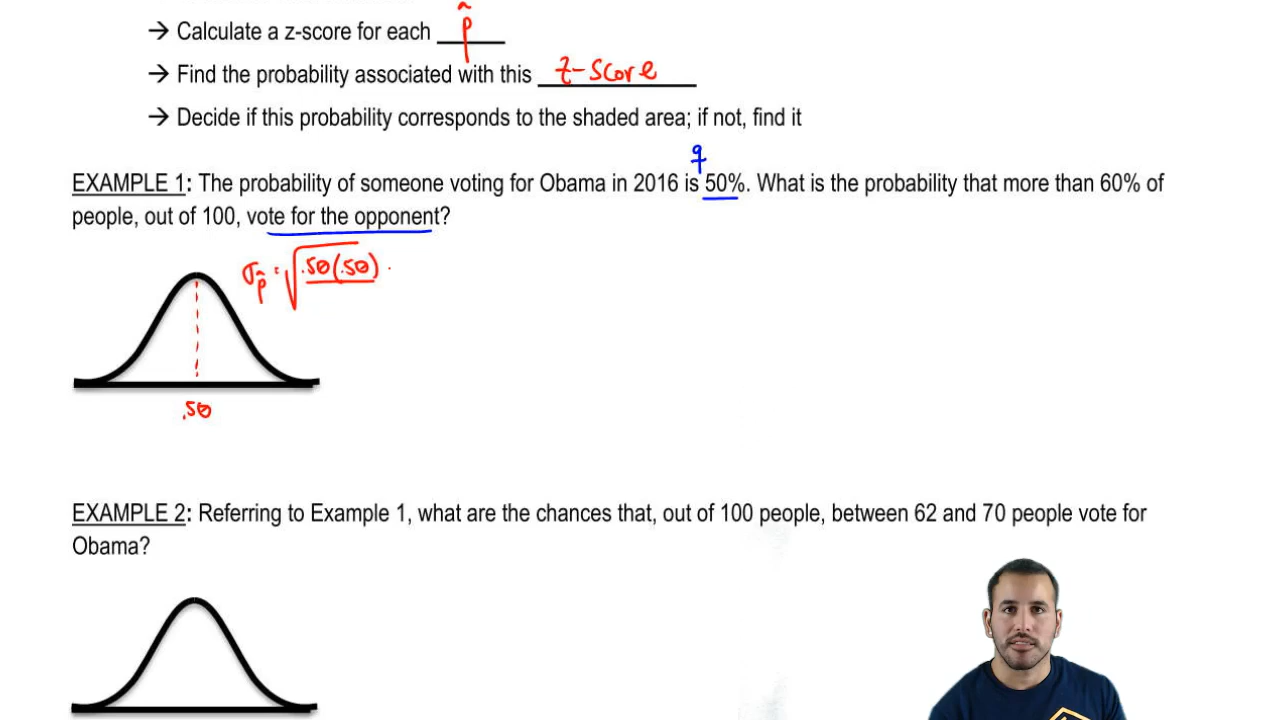 → Calculate a z-score for each p̂
→ Find the probability associated with this z-score
→ Decide if this probability corresponds to the shaded area; if not, find it
q
EXAMPLE 1: The probability of someone voting for Obama in 2016 is 50%. What is the probability that more than 60% of
people, out of 100, vote for the opponent?
σp̂ = √.50(.50)
.50
EXAMPLE 2: Referring to Example 1, what are the chances that, out of 100 people, between 62 and 70 people vote for
Obama?